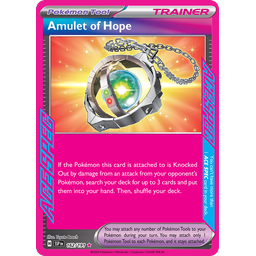 Pokémon Tool
TRAINER
Amulet of Hope
ACE SPEC
If the Pokémon this card is attached to is Knocked
Out by damage from an attack from your opponent's
Pokémon, search your deck for up to 3 cards and put
them into your hand. Then, shuffle your deck.
You may attach any number of Pokémon Tools to your
Pokémon during your turn. You may attach only 1
Pokémon Tool to each Pokémon, and it stays attached.
162/191